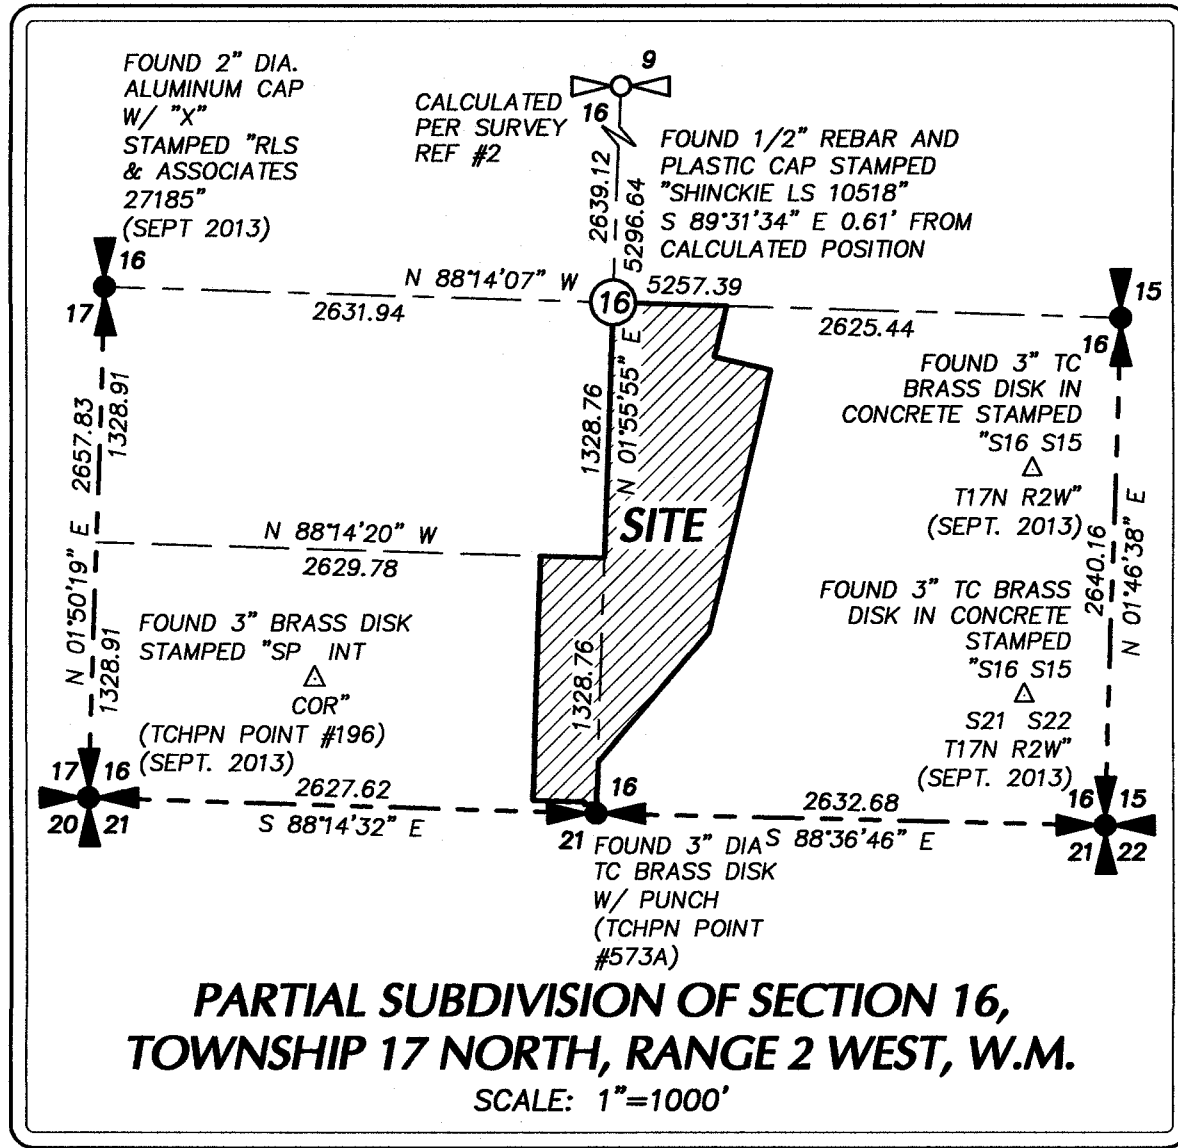 FOUND 2" DIA.
ALUMINUM CAP
W/ "X"
STAMPED "RLS
& ASSOCIATES
27185"
(SEPT 2013)
CALCULATED
PER SURVEY
REF #2
9
16
2639.12
5296.64
FOUND 1/2" REBAR AND
PLASTIC CAP STAMPED
"SHINCKIE LS 10518"
S 89°31'34" E 0.61' FROM
CALCULATED POSITION
16
17
N 88°14'07" W
2631.94
16
5257.39
2625.44
15
16
FOUND 3" TC
BRASS DISK IN
CONCRETE STAMPED
"S16 S15
T17N R2W"
(SEPT. 2013)
N 01°50'19" E 2657.83
1328.91
1328.91
1328.76
N 01°55'55" E
SITE
N 88°14'20" W
2629.78
1328.76
2640.16
N 01°46'38" E
FOUND 3" BRASS DISK
STAMPED "SP INT
COR"
(TCHPN POINT #196)
(SEPT. 2013)
FOUND 3" TC BRASS
DISK IN CONCRETE
STAMPED
"S16 S15
S21 S22
T17N R2W"
(SEPT. 2013)
17 16
20 21
2627.62
S 88°14'32" E
16
21
2632.68
S 88°36'46" E
16 15
21 22
FOUND 3" DIA
TC BRASS DISK
W/ PUNCH
(TCHPN POINT
#573A)
PARTIAL SUBDIVISION OF SECTION 16,
TOWNSHIP 17 NORTH, RANGE 2 WEST, W.M.
SCALE: 1"=1000'